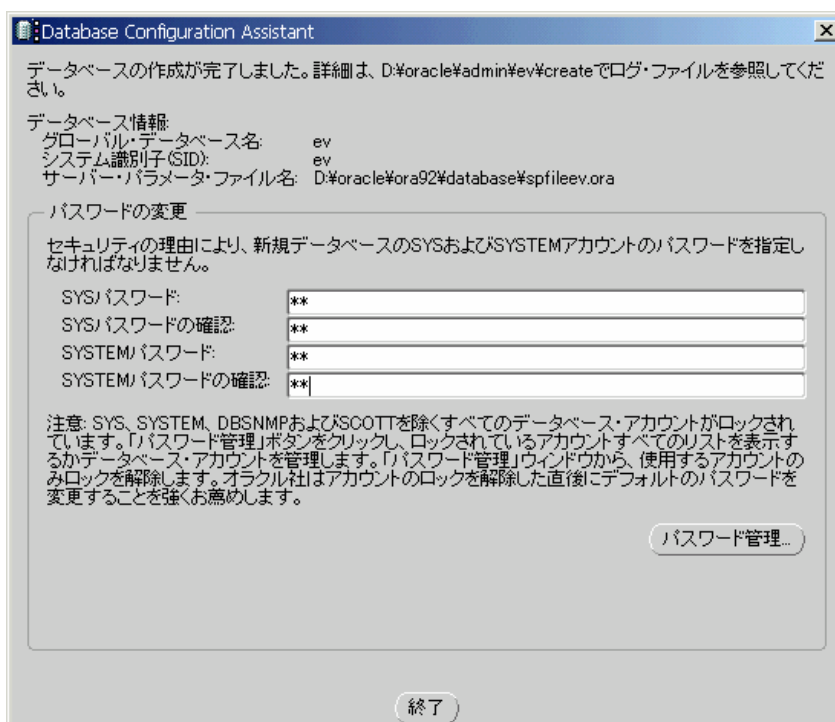 Database Configuration Assistant
データベースの作成が完了しました。詳細は、D:¥oracle¥admin¥ev¥createでログ・ファイルを参照してくだ
さい。
データベース情報:
グローバル・データベース名: ev
システム識別子(SID): ev
サーバー・パラメータ・ファイル名: D:¥oracle¥ora92¥database¥spfileev.ora
パスワードの変更
セキュリティの理由により、新規データベースのSYSおよびSYSTEMアカウントのパスワードを指定し
なければなりません。
SYSパスワード: **
SYSパスワードの確認: **
SYSTEMパスワード: **
SYSTEMパスワードの確認: **
注意: SYS、SYSTEM、DBSNMPおよびSCOTTを除くすべてのデータベース・アカウントがロックされ
ています。「パスワード管理」ボタンをクリックし、ロックされているアカウントすべてのリストを表示す
るかデータベース・アカウントを管理します。「パスワード管理」ウィンドウから、使用するアカウントの
みロックを解除します。オラクル社はアカウントのロックを解除した直後にデフォルトのパスワードを
変更することを強くお薦めします。
パスワード管理...
終了